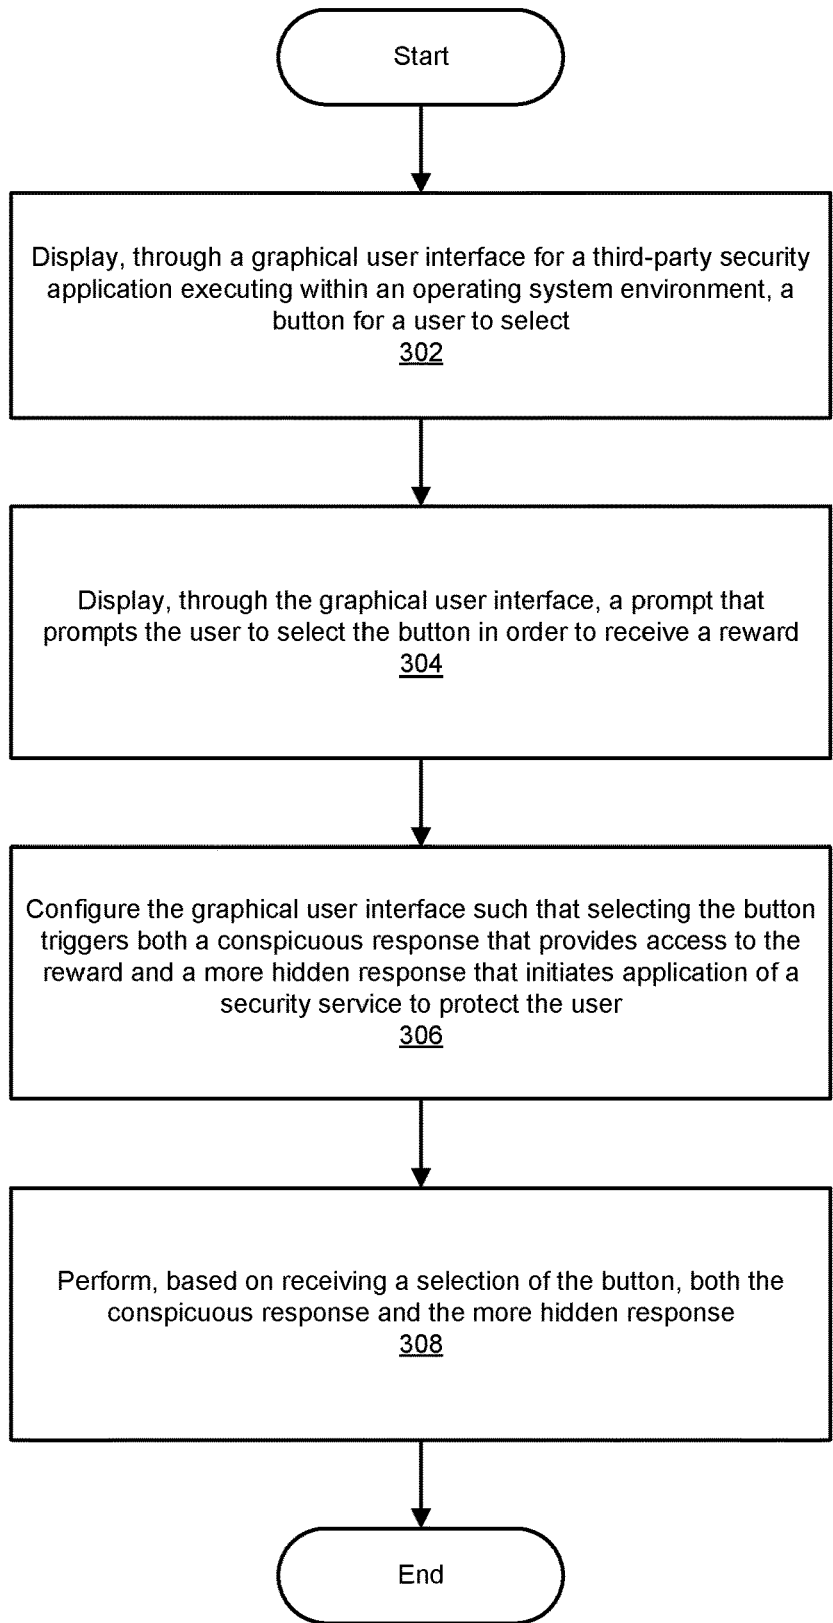 Start
Display, through a graphical user interface for a third-party security
application executing within an operating system environment, a
button for a user to select
302
Display, through the graphical user interface, a prompt that
prompts the user to select the button in order to receive a reward
304
Configure the graphical user interface such that selecting the button
triggers both a conspicuous response that provides access to the
reward and a more hidden response that initiates application of a
security service to protect the user
306
Perform, based on receiving a selection of the button, both the
conspicuous response and the more hidden response
308
End